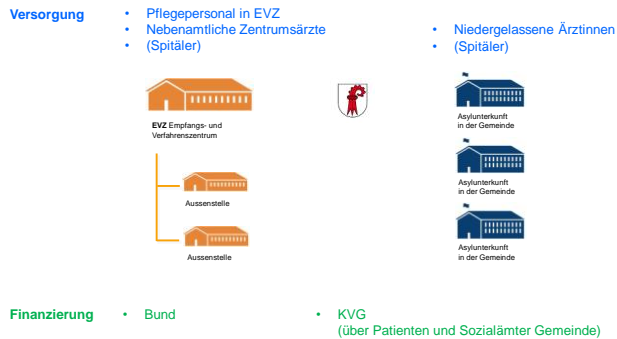 Versorgung
• Pflegepersonal in EVZ
• Nebenamtliche Zentrumsärzte
• (Spitäler)
• Niedergelassene Ärztinnen
• (Spitäler)
EVZ Empfangs- und
Verfahrenszentrum
Aussenstelle
Aussenstelle
Asylunterkunft
in der Gemeinde
Asylunterkunft
in der Gemeinde
Asylunterkunft
in der Gemeinde
Finanzierung
• Bund
• KVG
(über Patienten und Sozialämter Gemeinde)